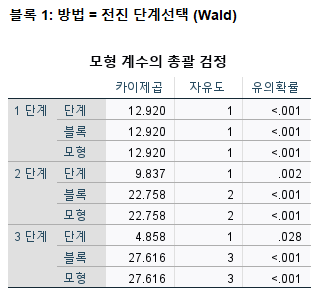 블록 1: 방법 = 전진 단계선택 (Wald)
모형 계수의 총괄 검정
카이제곱 자유도 유의확률
1 단계 단계 12.920 1 <.001
블록 12.920 1 <.001
모형 12.920 1 <.001
2 단계 단계 9.837 1 .002
블록 22.758 2 <.001
모형 22.758 2 <.001
3 단계 단계 4.858 1 .028
블록 27.616 3 <.001
모형 27.616 3 <.001